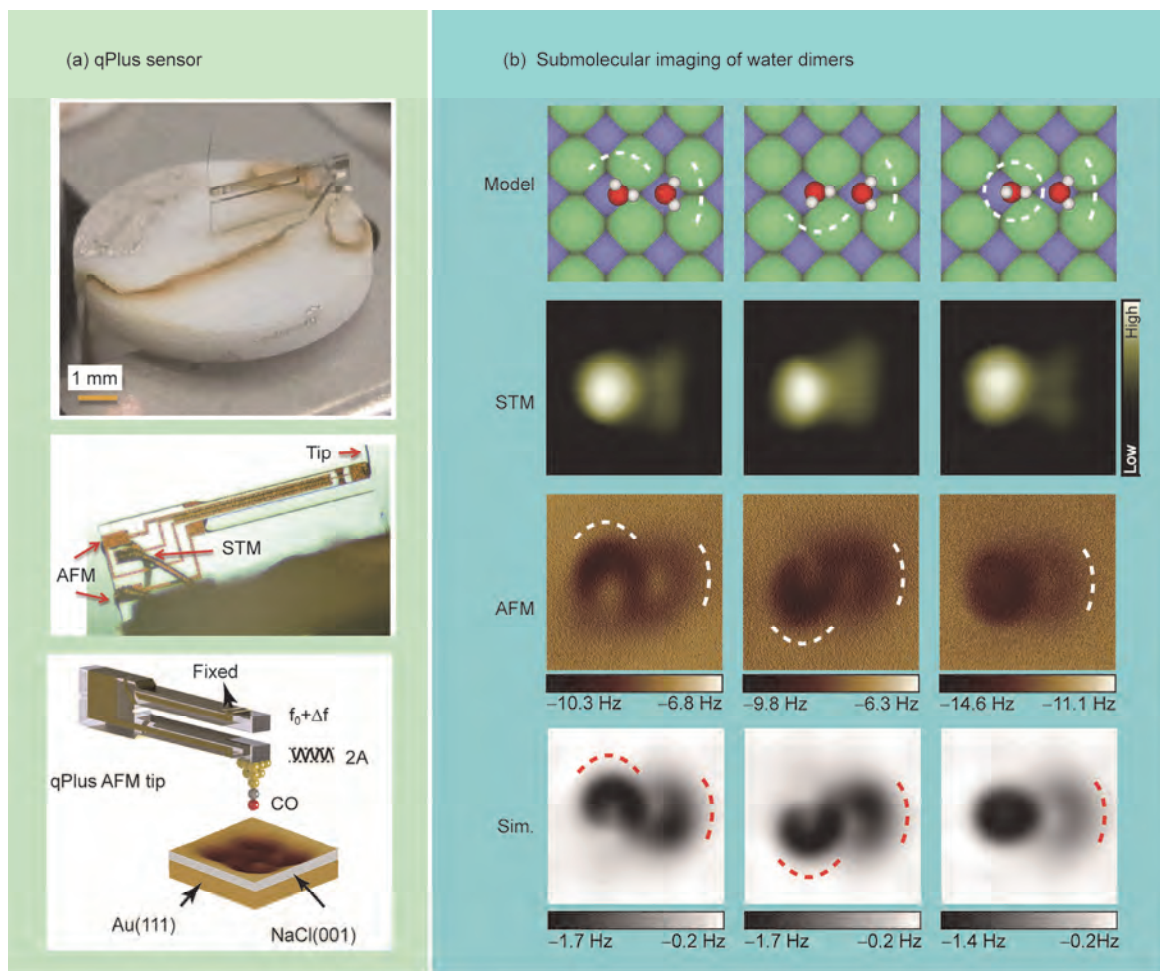 (a) qPlus sensor
1 mm
Tip
STM
AFM
Fixed
f₀+Δf
2A
qPlus AFM tip
CO
Au(111)
NaCl(001)
(b) Submolecular imaging of water dimers
Model
STM
High
Low
AFM
−10.3 Hz −6.8 Hz
−9.8 Hz −6.3 Hz
−14.6 Hz −11.1 Hz
Sim.
−1.7 Hz −0.2 Hz
−1.7 Hz −0.2 Hz
−1.4 Hz −0.2Hz